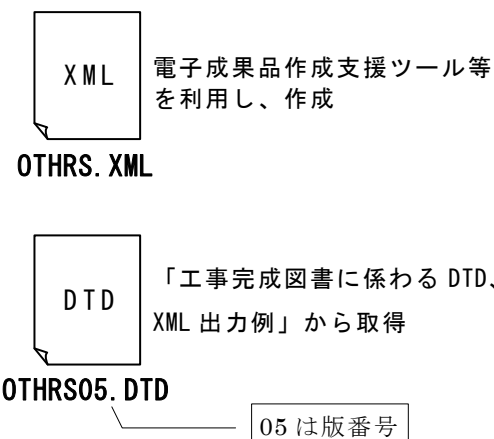 XML
電子成果品作成支援ツール等
を利用し、作成
OTHRS.XML
DTD
「工事完成図書に係わる DTD、
XML 出力例」から取得
OTHRS05.DTD
05 は版番号